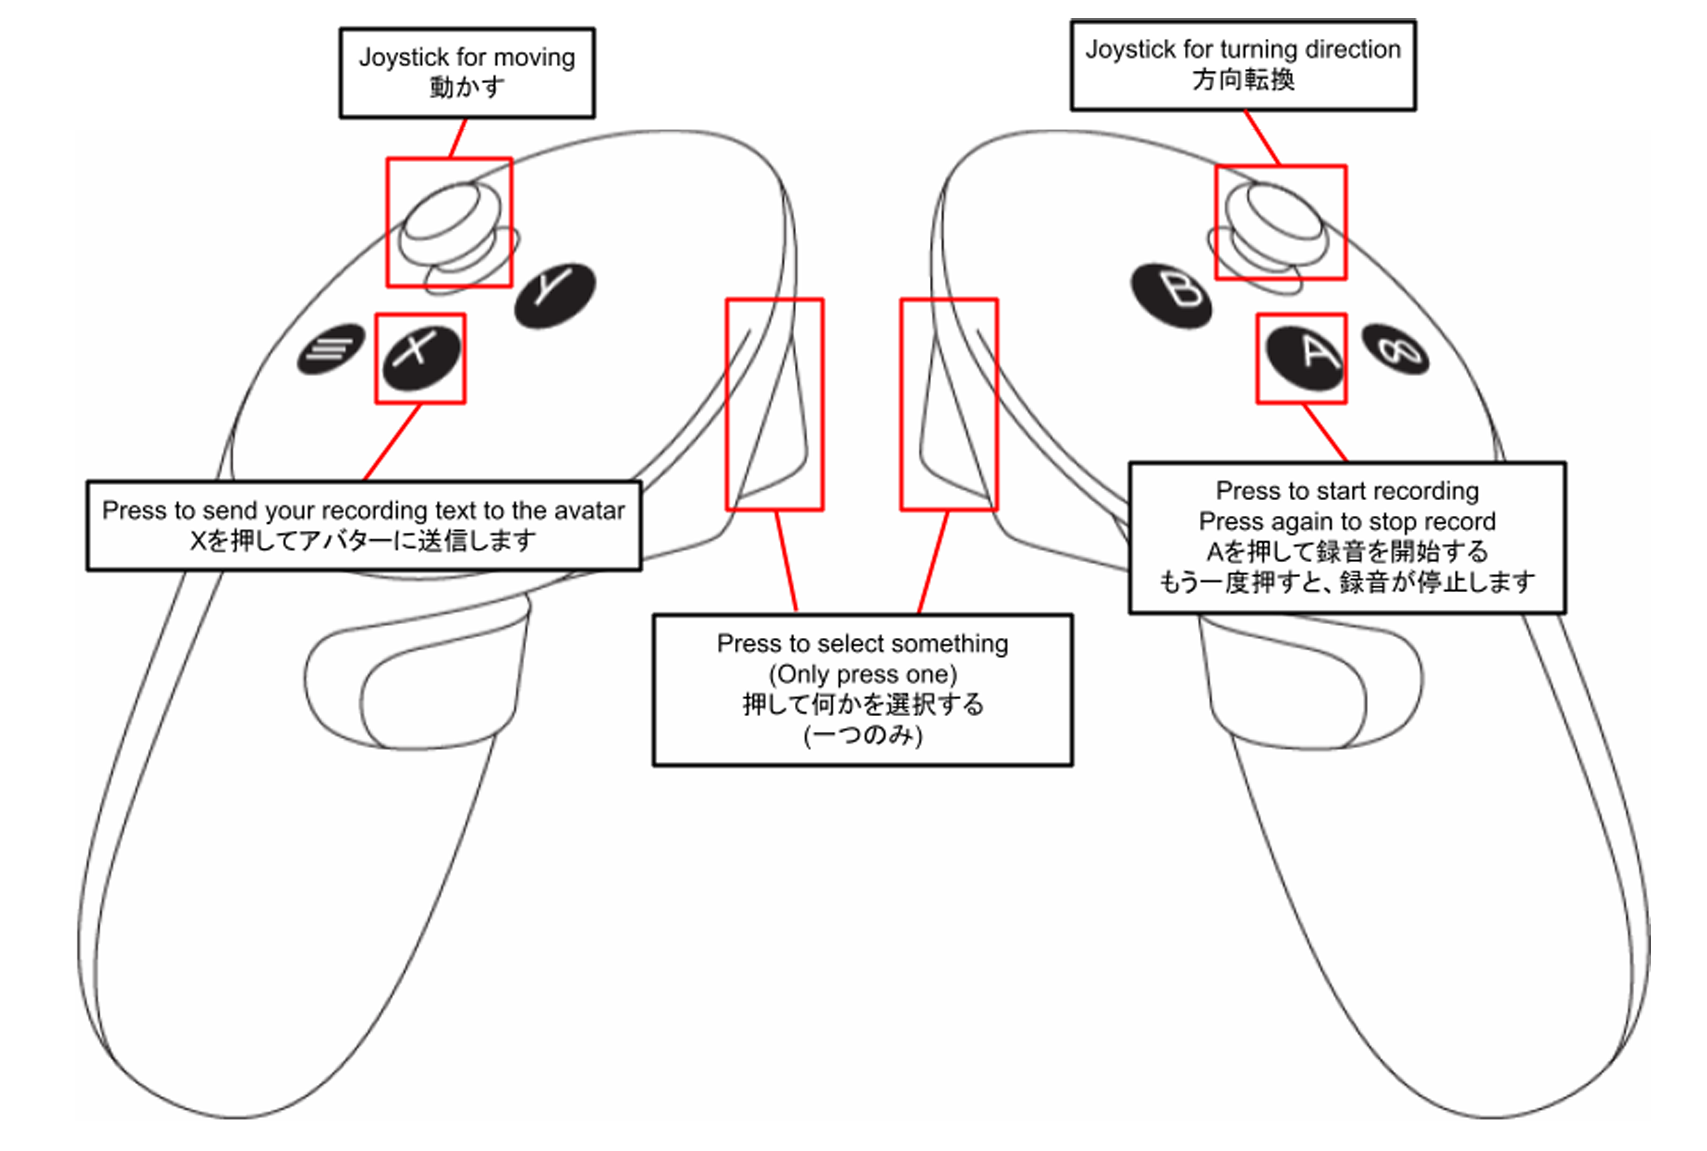 Joystick for moving
動かす
Joystick for turning direction
方向転換
Y
B
X
A
Press to send your recording text to the avatar
Xを押してアバターに送信します
Press to start recording
Press again to stop record
Aを押して録音を開始する
もう一度押すと、録音が停止します
Press to select something
(Only press one)
押して何かを選択する
(一つのみ)